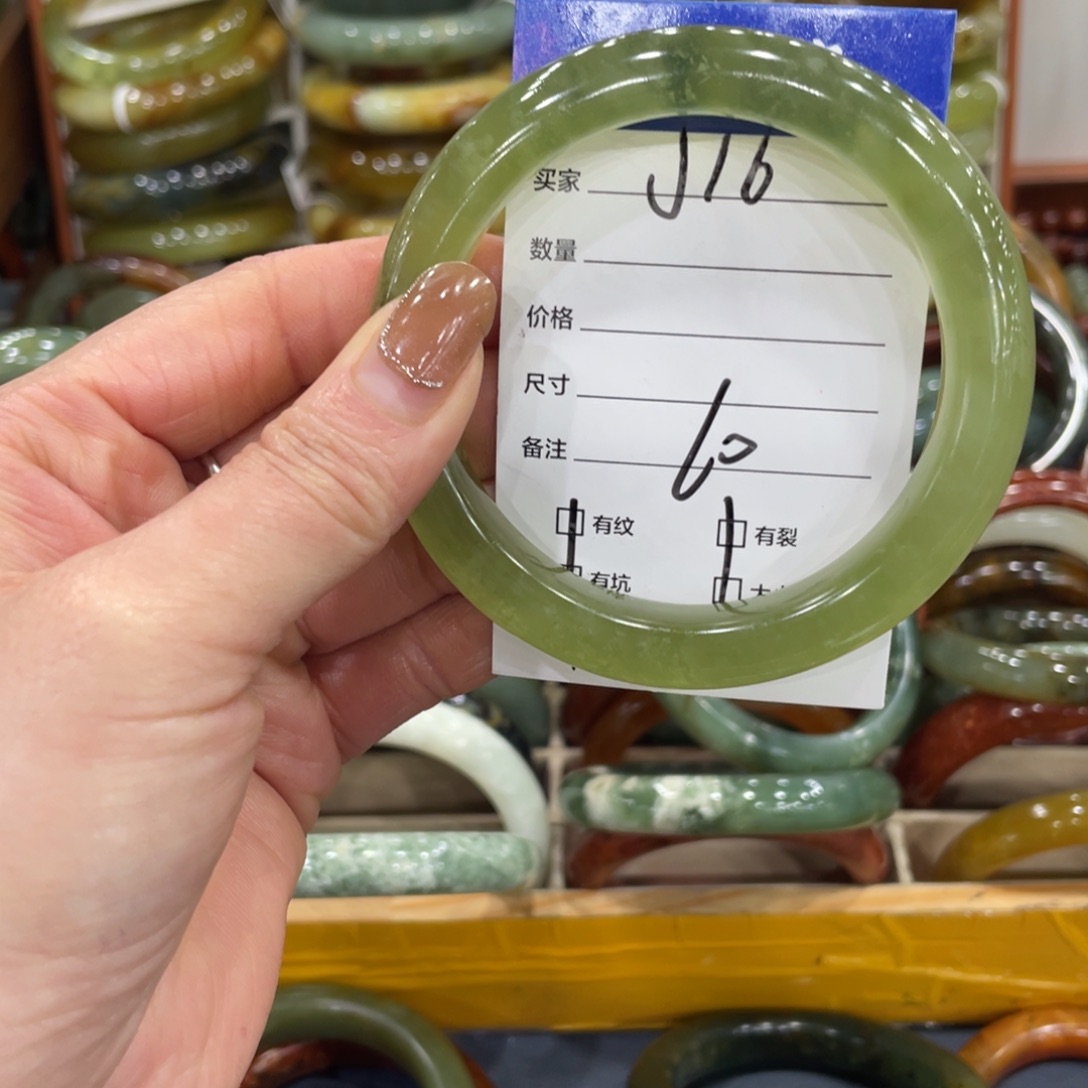 买家 J16
数量
价格
尺寸
备注 60
有纹 有裂
有坑